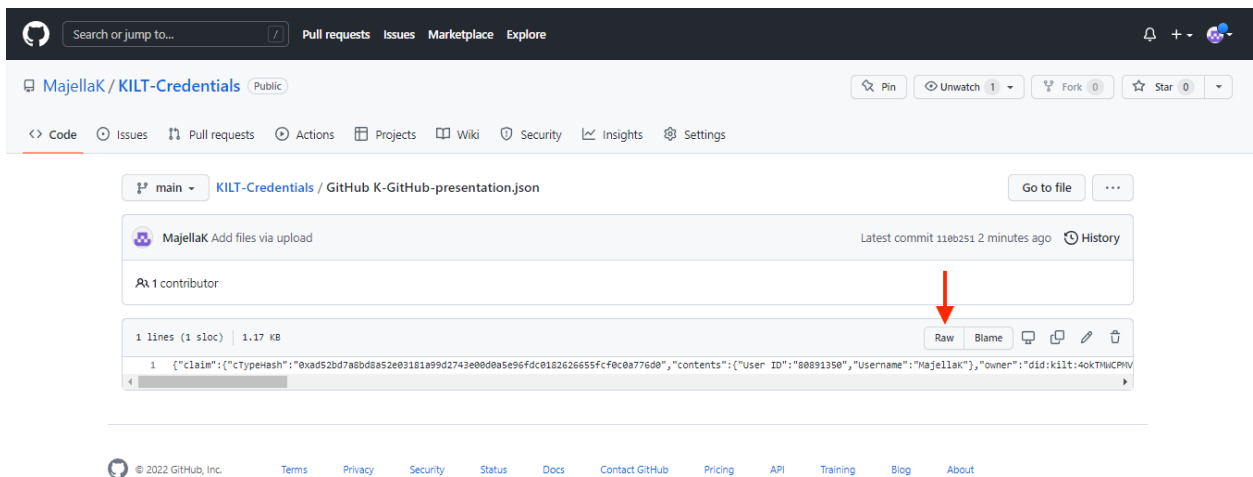 Search or jump to... / Pull requests Issues Marketplace Explore
MajellaK / KILT-Credentials Public Pin Unwatch 1 Fork 0 Star 0
Code Issues Pull requests Actions Projects Wiki Security Insights Settings
main KILT-Credentials / GitHub K-GitHub-presentation.json Go to file ...
MajellaK Add files via upload Latest commit 110b251 2 minutes ago History
1 contributor
1 lines (1 sloc) 1.17 KB Raw Blame
1 {"claim":{"cTypeHash":"0xad52bd7a8bd8a52e03181a99d2743e00d0a5e96fdc0182626655fcf0c0a776d0","contents":{"User ID":"80891350","Username":"MajellaK"},"owner":"did:kilt:4okTMWCPMV
© 2022 GitHub, Inc. Terms Privacy Security Status Docs Contact GitHub Pricing API Training Blog About